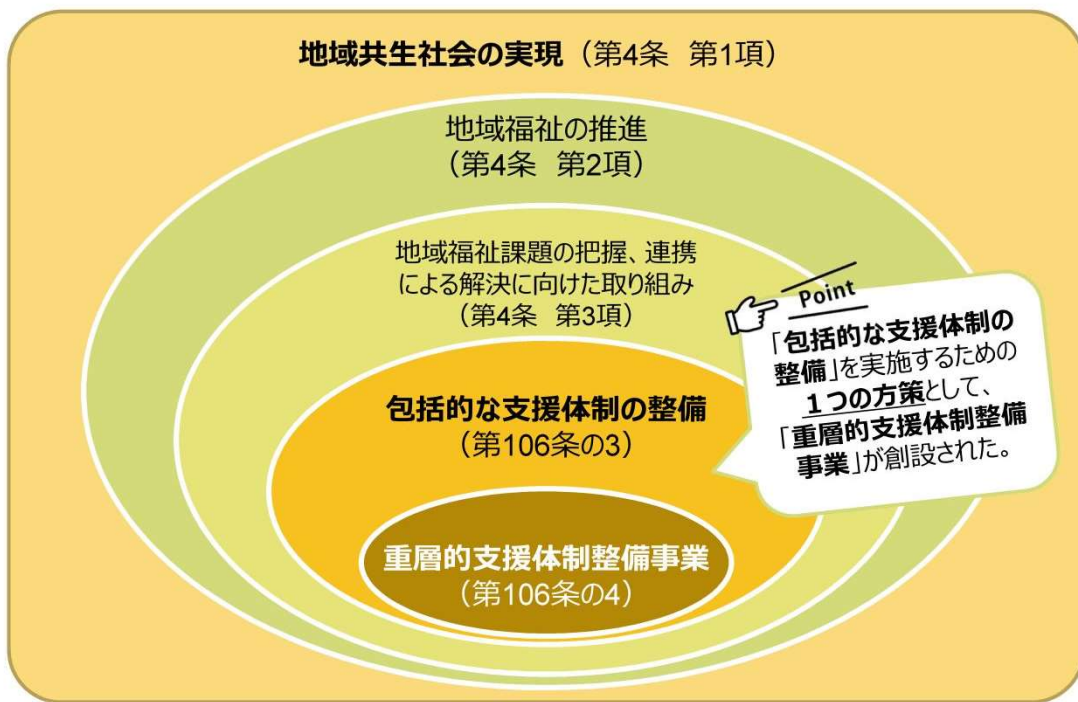 地域共生社会の実現（第4条 第1項）
地域福祉の推進
（第4条 第2項）
地域福祉課題の把握、連携
による解決に向けた取り組み
（第4条 第3項）
包括的な支援体制の整備
（第106条の3）
重層的支援体制整備事業
（第106条の4）
Point
「包括的な支援体制の
整備」を実施するための
１つの方策として、
「重層的支援体制整備
事業」が創設された。